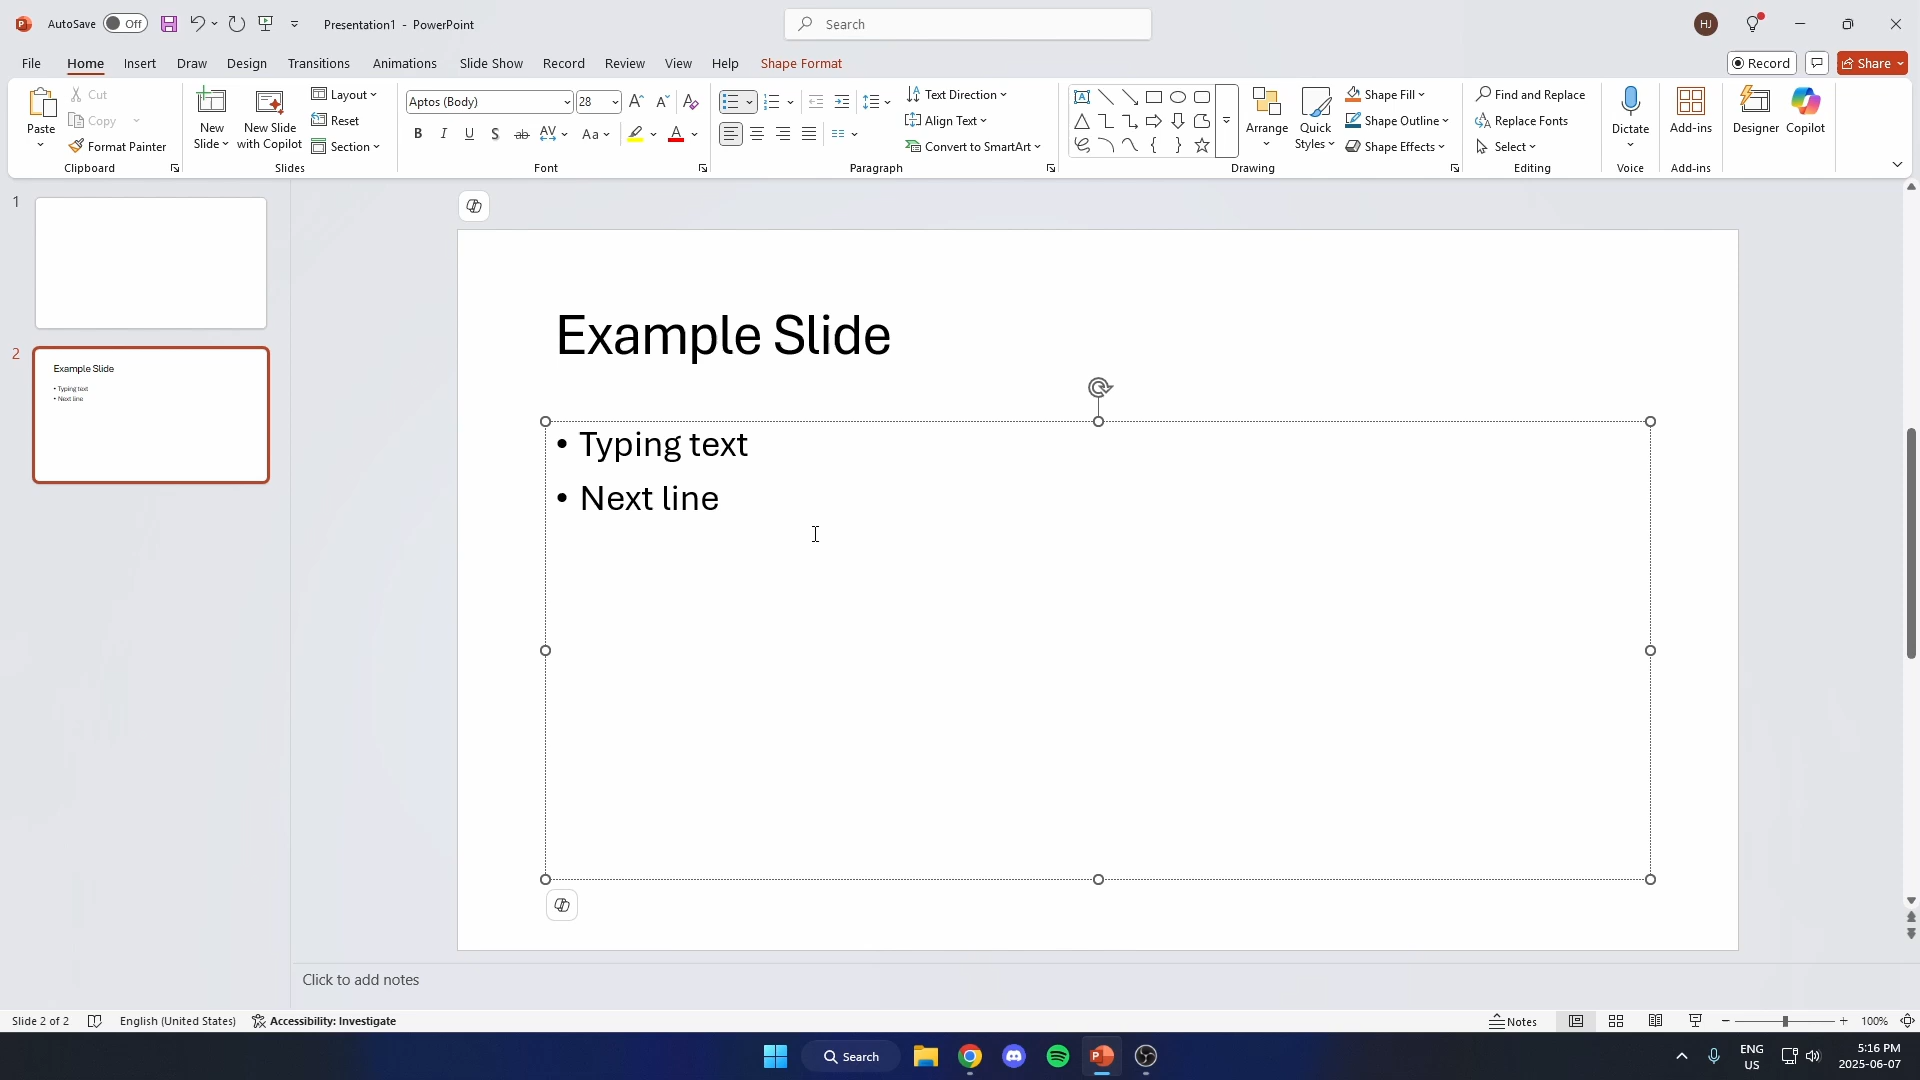 AutoSave Off Presentation1 - PowerPoint Search HJ
File Home Insert Draw Design Transitions Animations Slide Show Record Review View Help Shape Format Record Share
Paste Cut Copy Format Painter Clipboard
New Slide New Slide with Copilot Layout Reset Section Slides
Aptos (Body) 28 A A A B I U S ab AV Aa A Font
Text Direction Align Text Convert to SmartArt Paragraph
Arrange Quick Styles Shape Fill Shape Outline Shape Effects Drawing
Find and Replace Replace Fonts Select Editing
Dictate Voice
Add-ins Add-ins
Designer Copilot
1
2
Example Slide
• Typing text
• Next line
Example Slide
• Typing text
• Next line
Click to add notes
Slide 2 of 2 English (United States) Accessibility: Investigate Notes 100%
Search ENG US 5:16 PM 2025-06-07